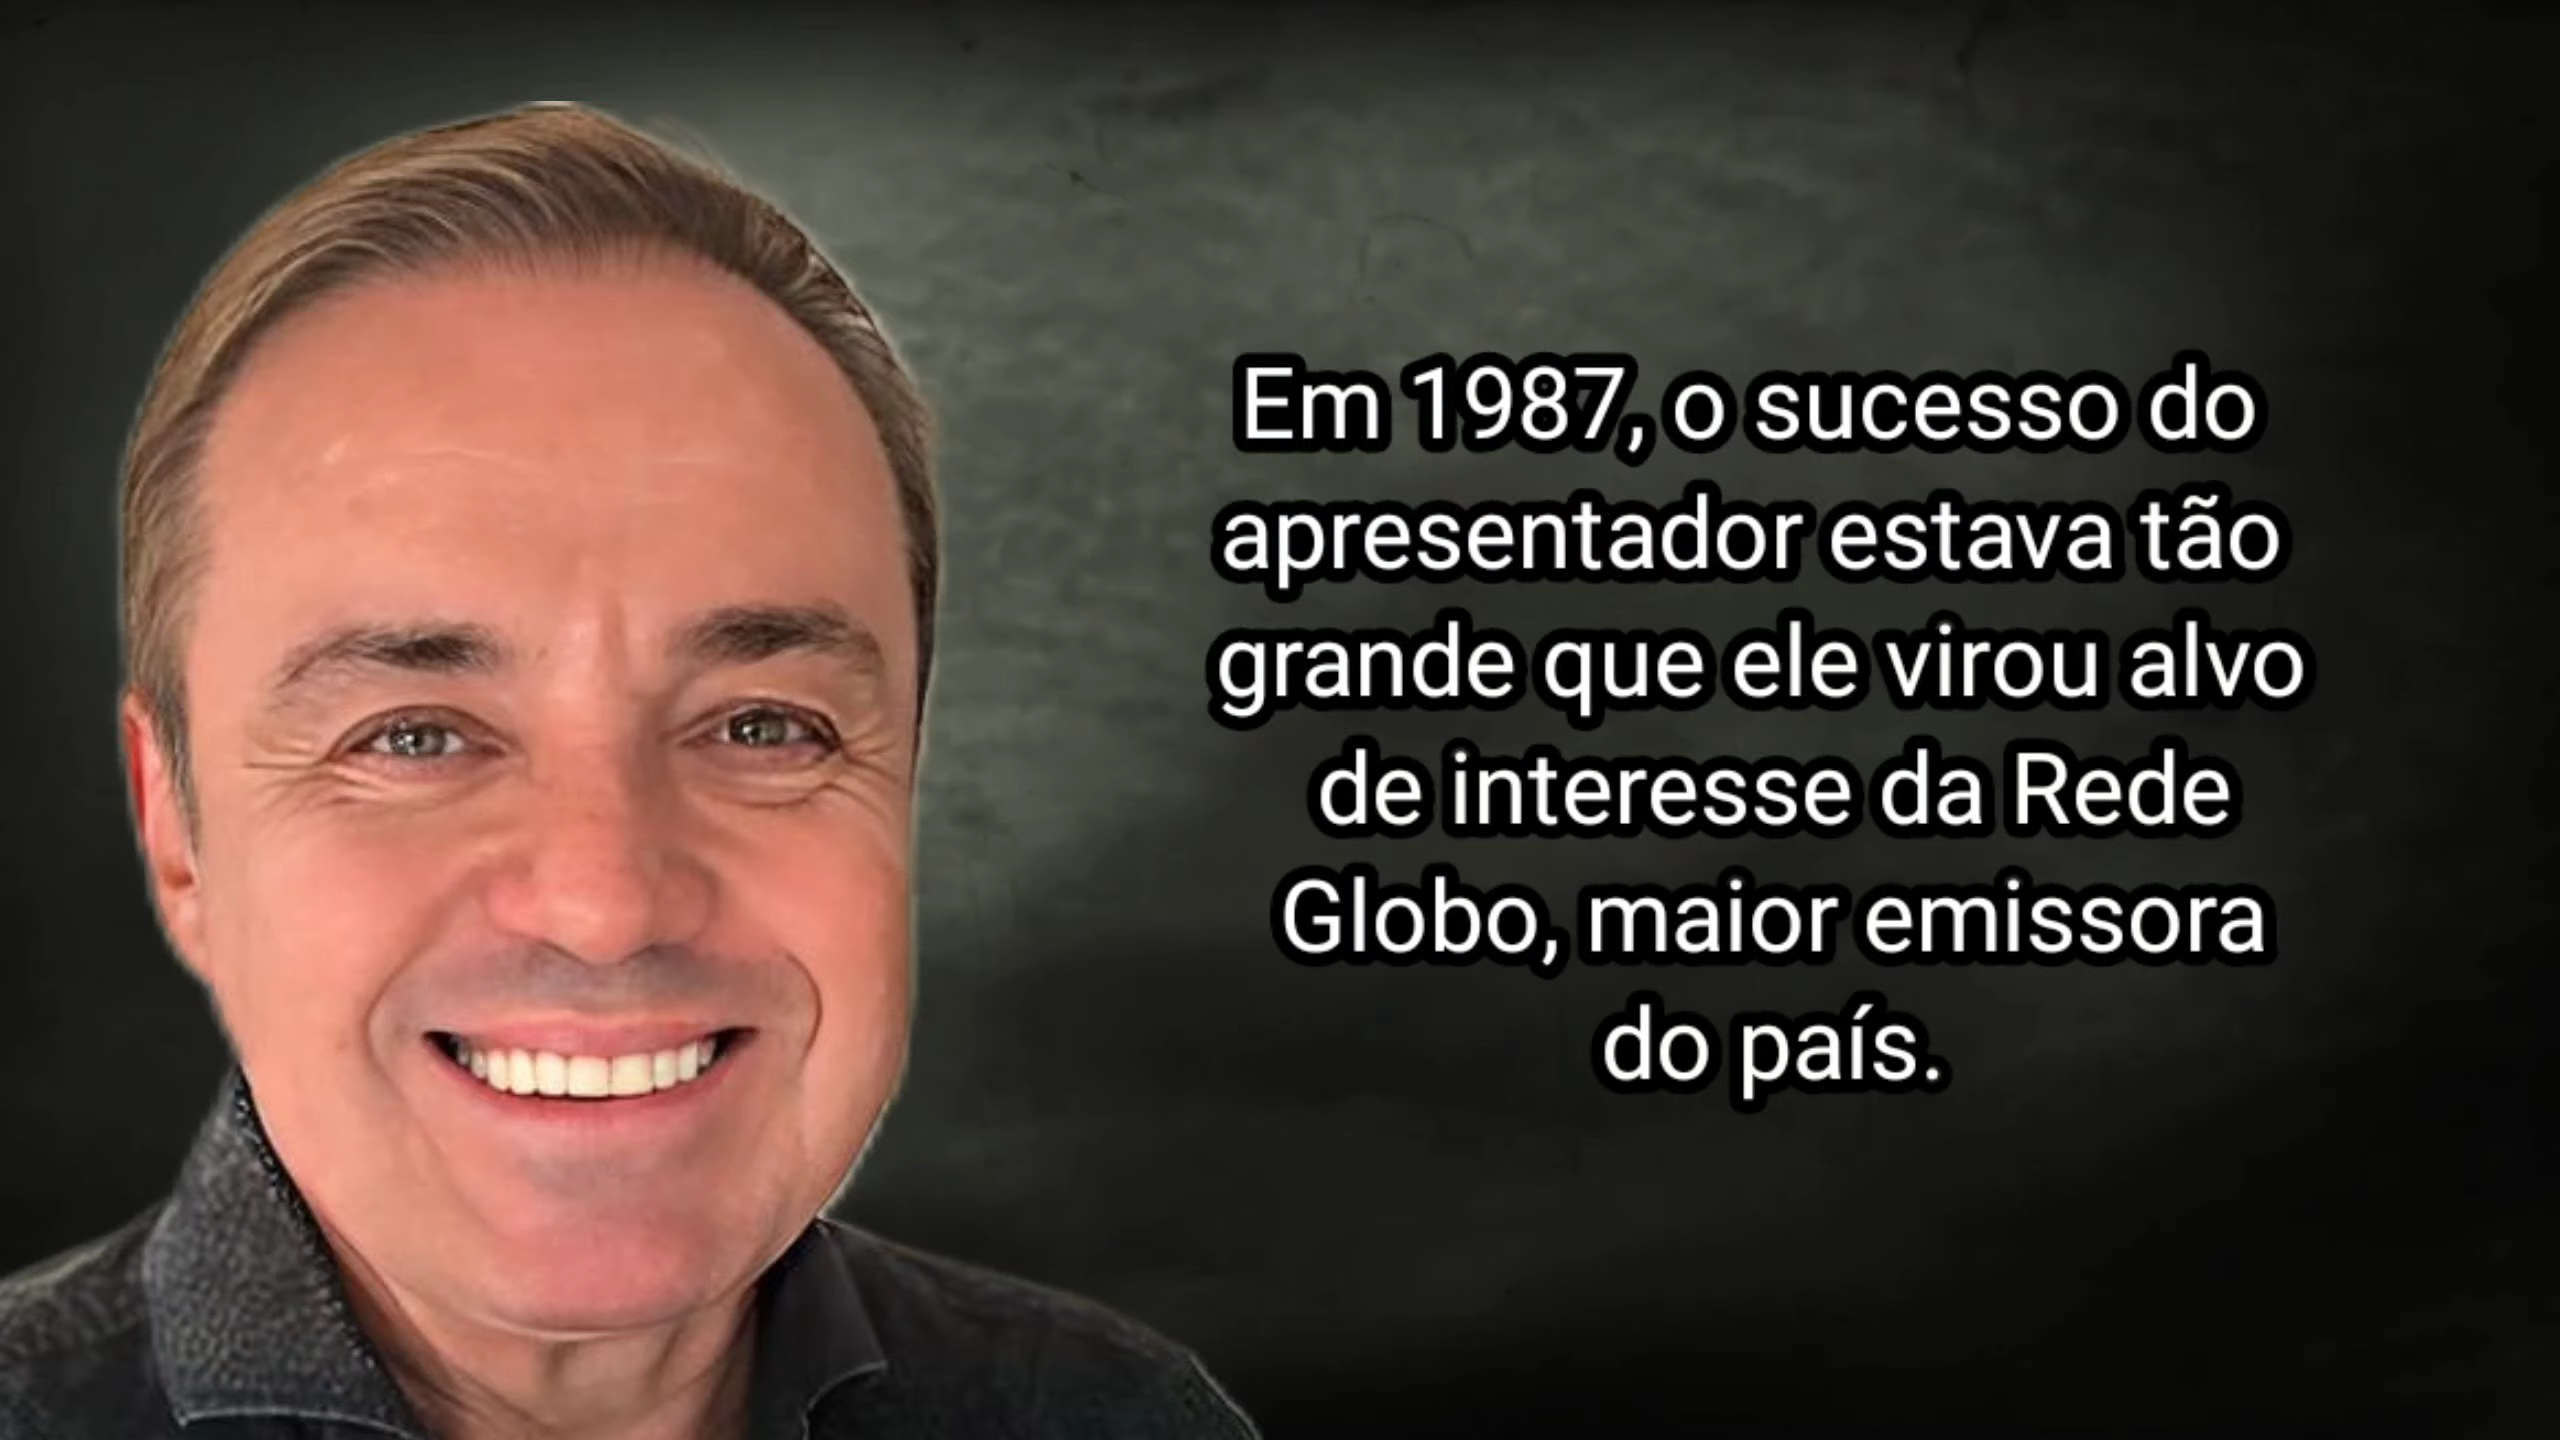 Em 1987, o sucesso do
apresentador estava tão
grande que ele virou alvo
de interesse da Rede
Globo, maior emissora
do país.